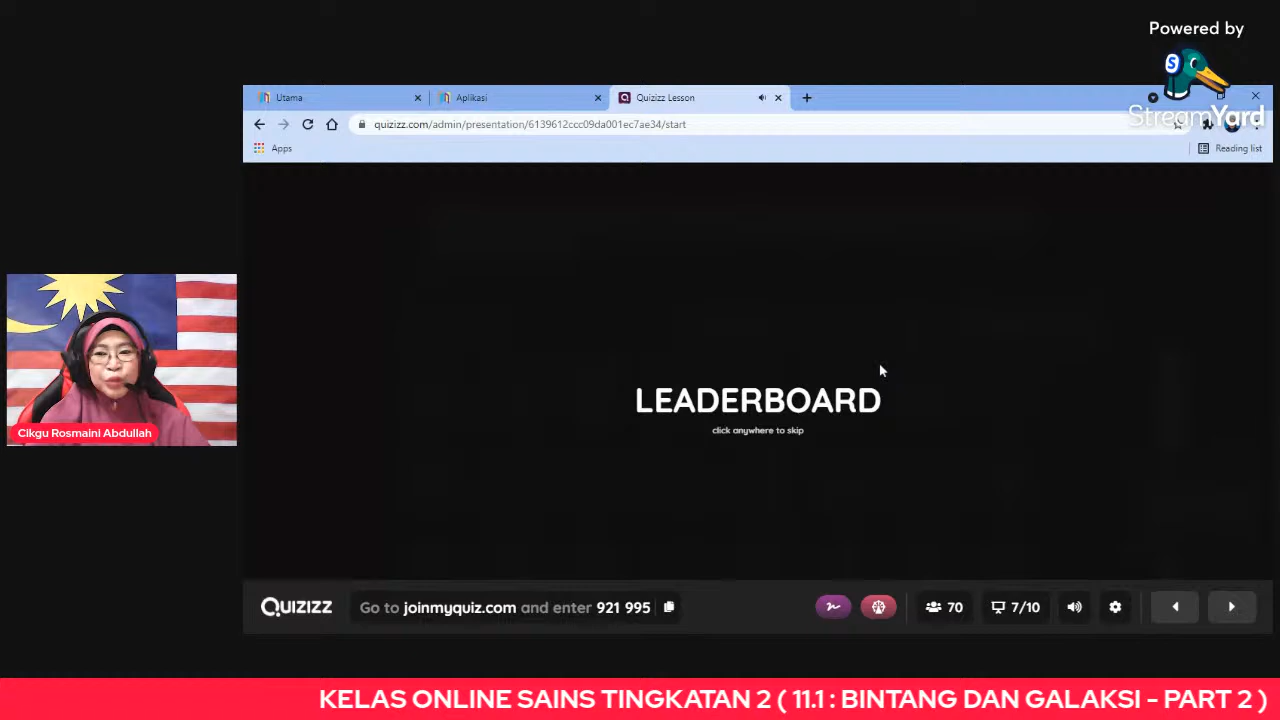 Powered by
StreamYard
Utama
Aplikasi
Quizizz Lesson
quizizz.com/admin/presentation/6139612ccc09da001ec7ae34/start
Apps
Reading list
LEADERBOARD
click anywhere to skip
Cikgu Rosmaini Abdullah
QUIZIZZ
Go to joinmyquiz.com and enter 921 995
70
7/10
KELAS ONLINE SAINS TINGKATAN 2 ( 11.1 : BINTANG DAN GALAKSI - PART 2 )